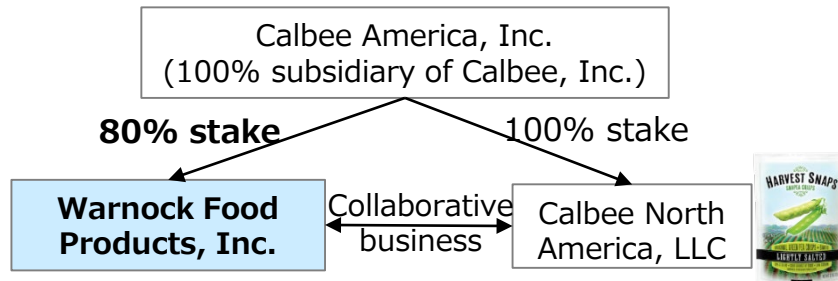 Calbee America, Inc.
(100% subsidiary of Calbee, Inc.)
80% stake
100% stake
Warnock Food
Products, Inc.
Collaborative
business
Calbee North
America, LLC
HARVEST SNAPS
LIGHTLY SALTED